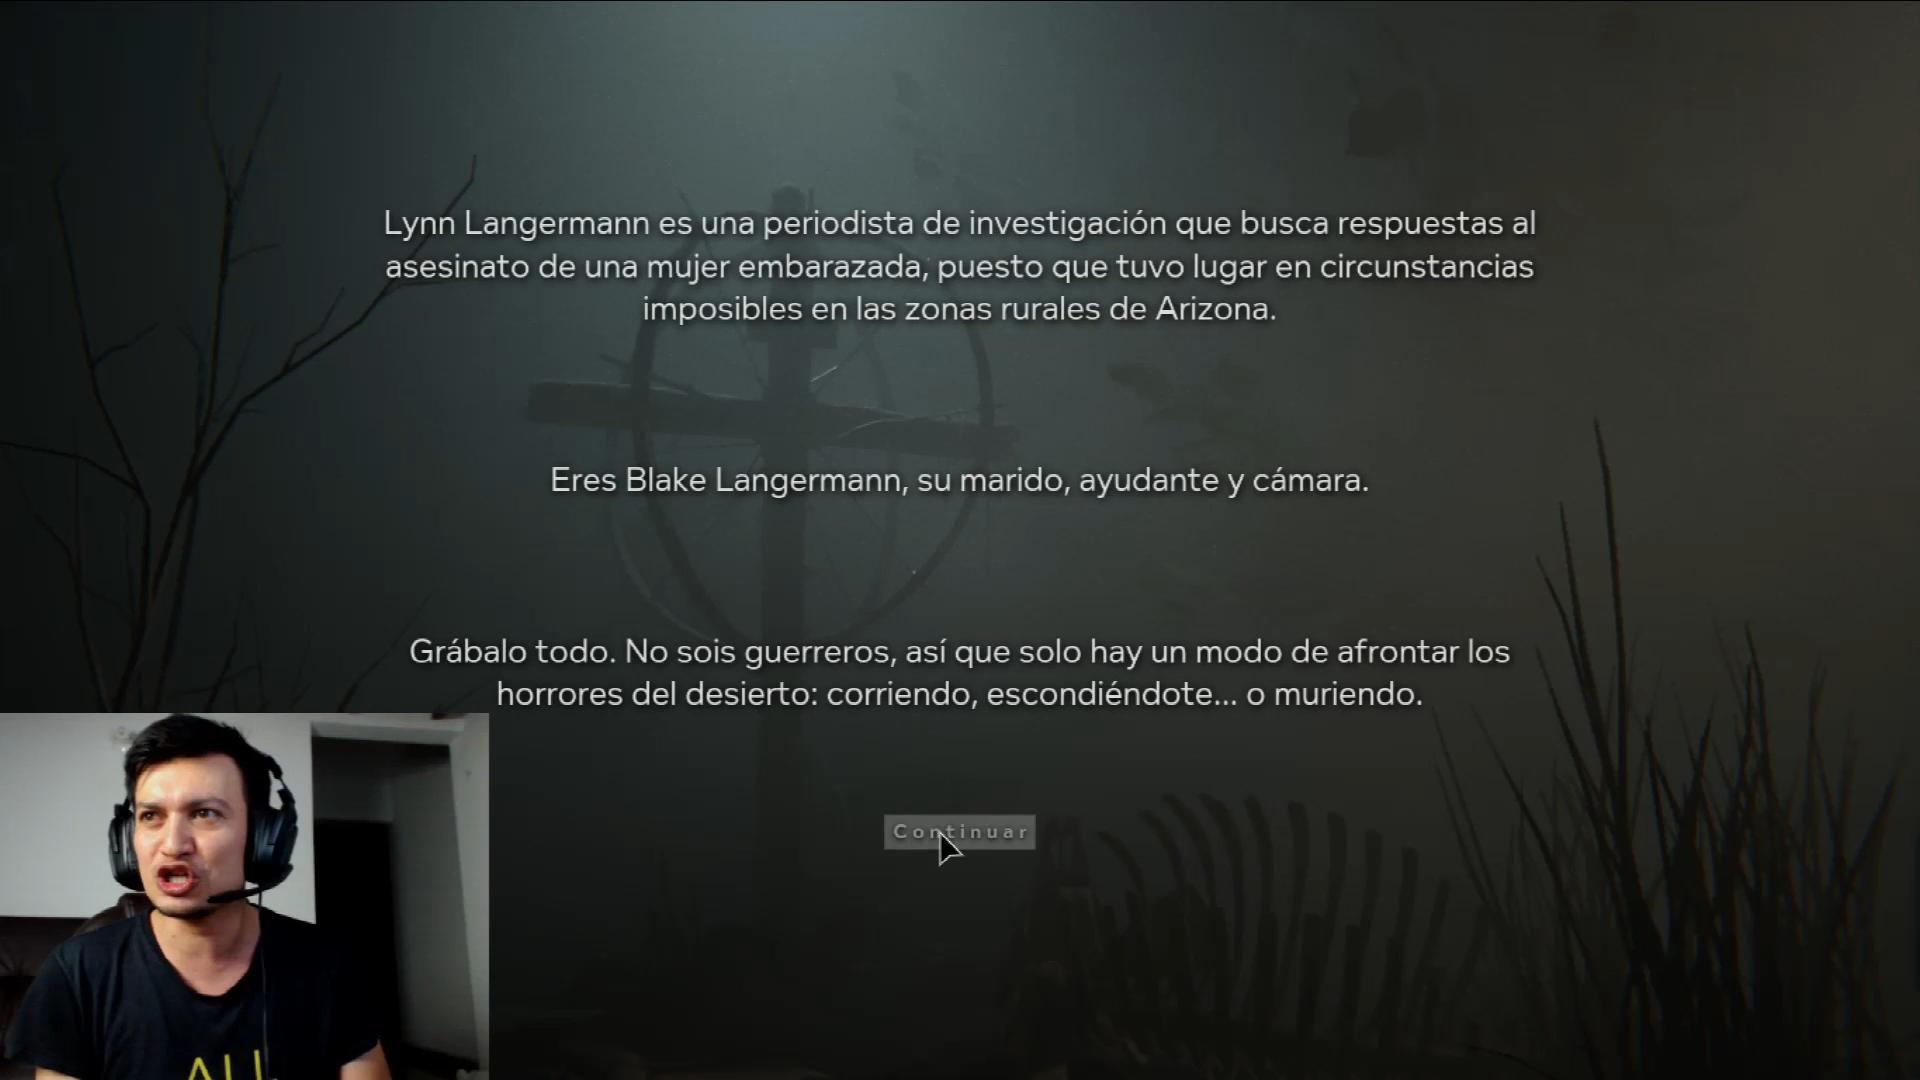 Lynn Langermann es una periodista de investigación que busca respuestas al
asesinato de una mujer embarazada, puesto que tuvo lugar en circunstancias
imposibles en las zonas rurales de Arizona.
Eres Blake Langermann, su marido, ayudante y cámara.
Grábalo todo. No sois guerreros, así que solo hay un modo de afrontar los
horrores del desierto: corriendo, escondiéndote... o muriendo.
Continuar
ALL